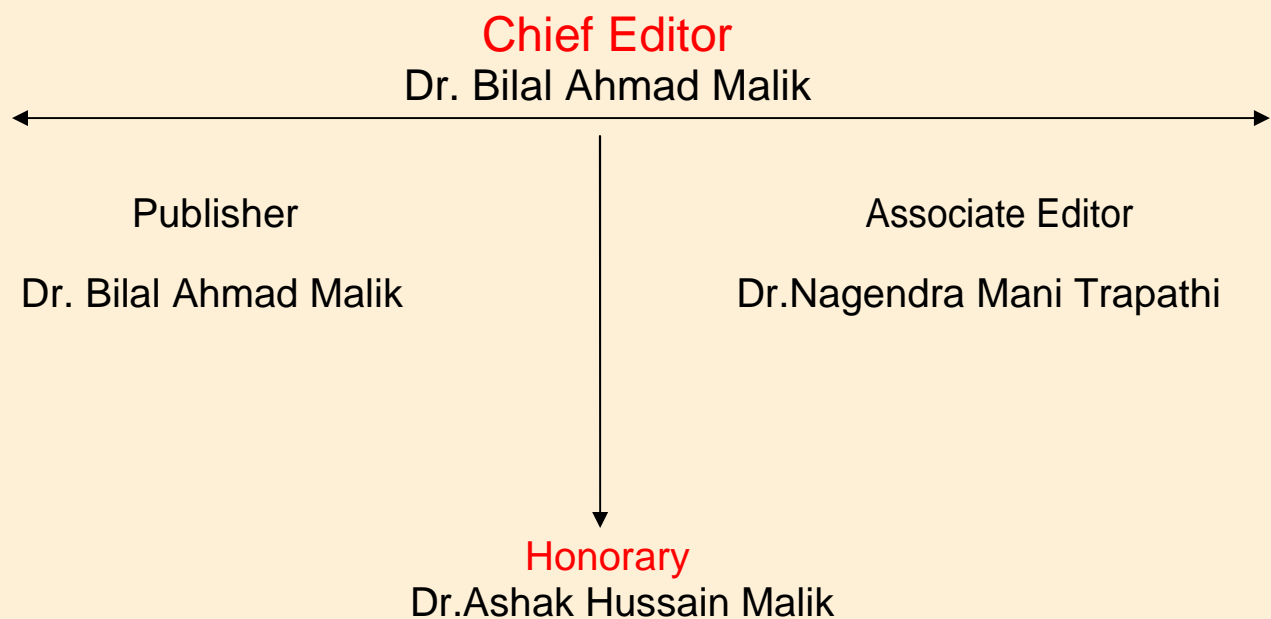 Chief Editor
Dr. Bilal Ahmad Malik
Publisher
Associate Editor
Dr. Bilal Ahmad Malik
Dr.Nagendra Mani Trapathi
Honorary
Dr.Ashak Hussain Malik